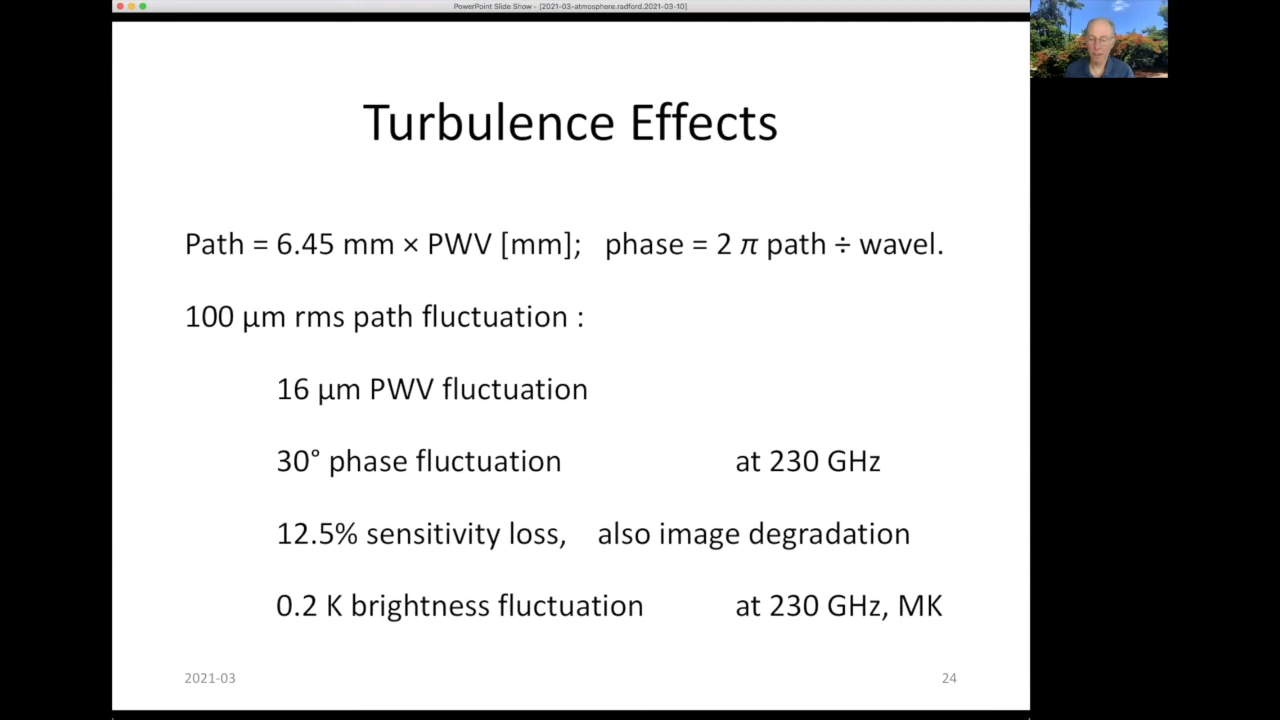 PowerPoint Slide Show - [2021-03-atmosphere.radford.2021-03-10]
Turbulence Effects
Path = 6.45 mm × PWV [mm]; phase = 2 π path ÷ wavel.
100 μm rms path fluctuation :
16 μm PWV fluctuation
30° phase fluctuation at 230 GHz
12.5% sensitivity loss, also image degradation
0.2 K brightness fluctuation at 230 GHz, MK
2021-03 24